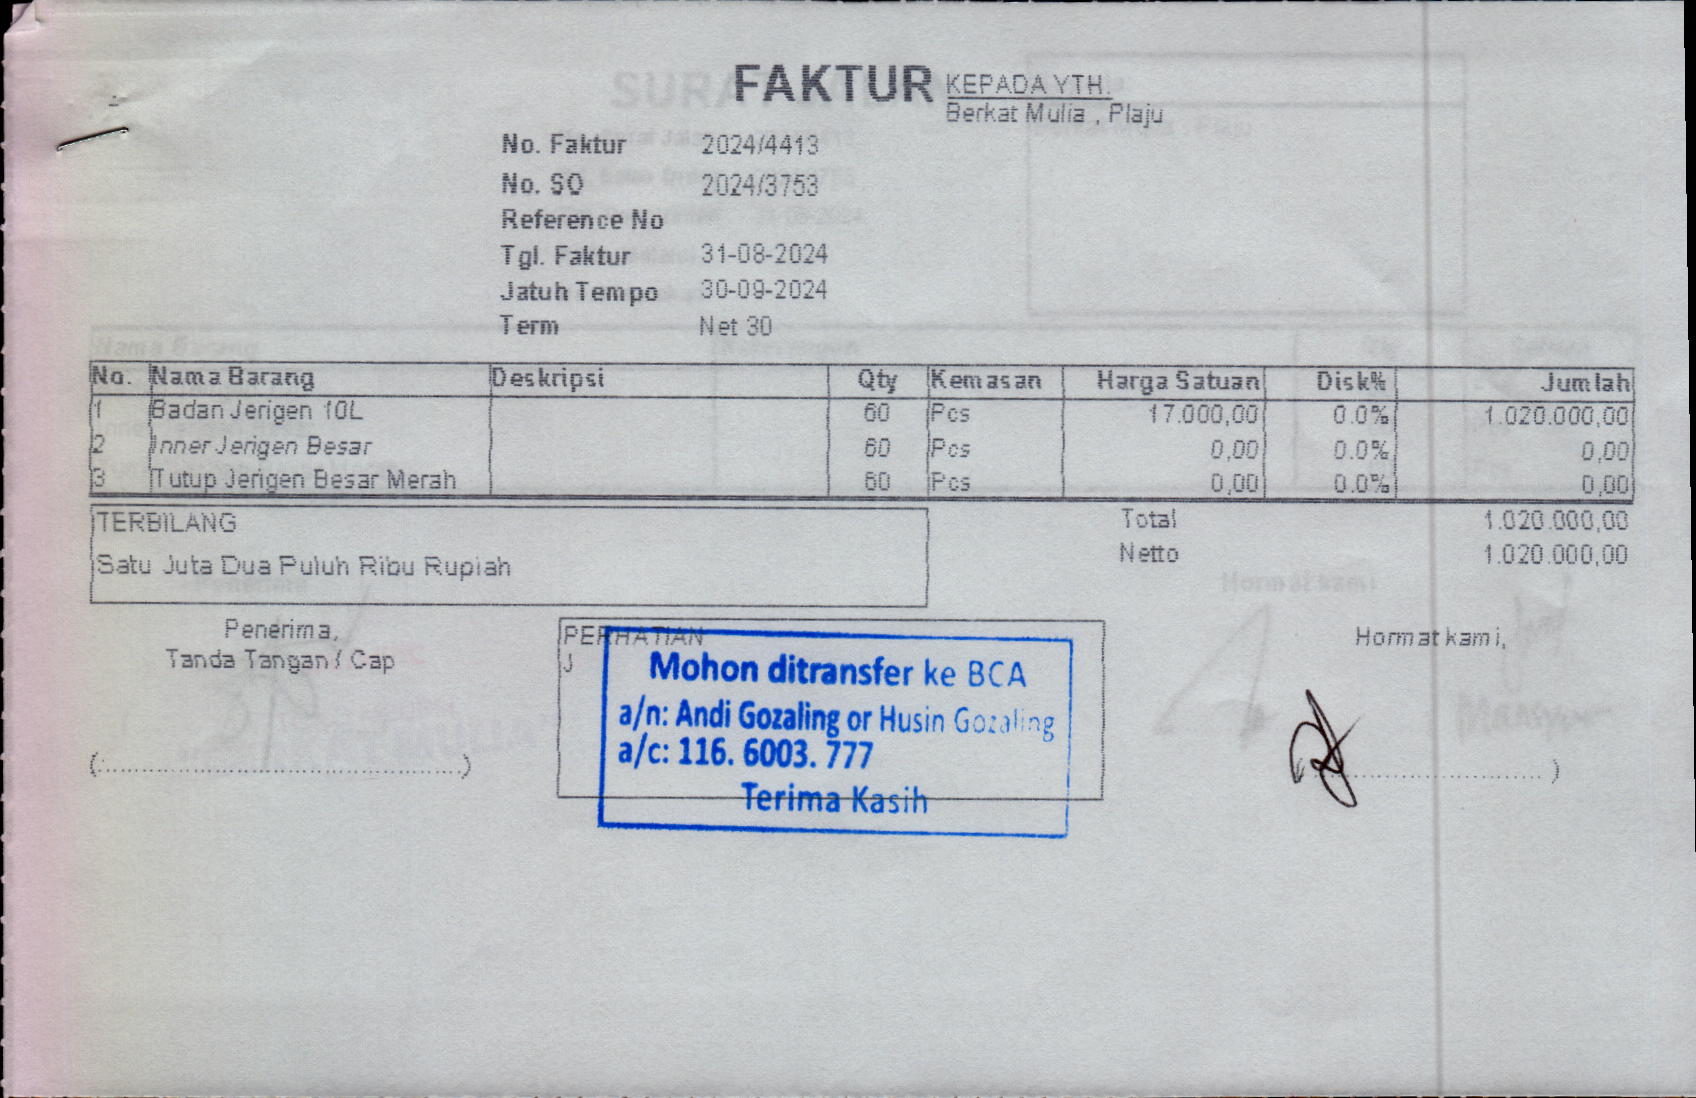 FAKTUR
KEPADA YTH.
Berkat Mulia , Plaju
No. Faktur 2024/4413
No. SO 2024/3753
Reference No
Tgl. Faktur 31-08-2024
Jatuh Tempo 30-09-2024
Term Net 30
No. Nama Barang Deskripsi Qty Kemasan Harga Satuan Disk% Jumlah
1 Badan Jerigen 10L 60 Pcs 17.000,00 0.0% 1.020.000,00
2 Inner Jerigen Besar 60 Pcs 0,00 0.0% 0,00
3 Tutup Jerigen Besar Merah 60 Pcs 0,00 0.0% 0,00
TERBILANG
Satu Juta Dua Puluh Ribu Rupiah
Total 1.020.000,00
Netto 1.020.000,00
Penerima,
Tanda Tangan / Cap
(..........................................)
PERHATIAN
J
Mohon ditransfer ke BCA
a/n: Andi Gozaling or Husin Gozaling
a/c: 116. 6003. 777
Terima Kasih
Hormat kami,